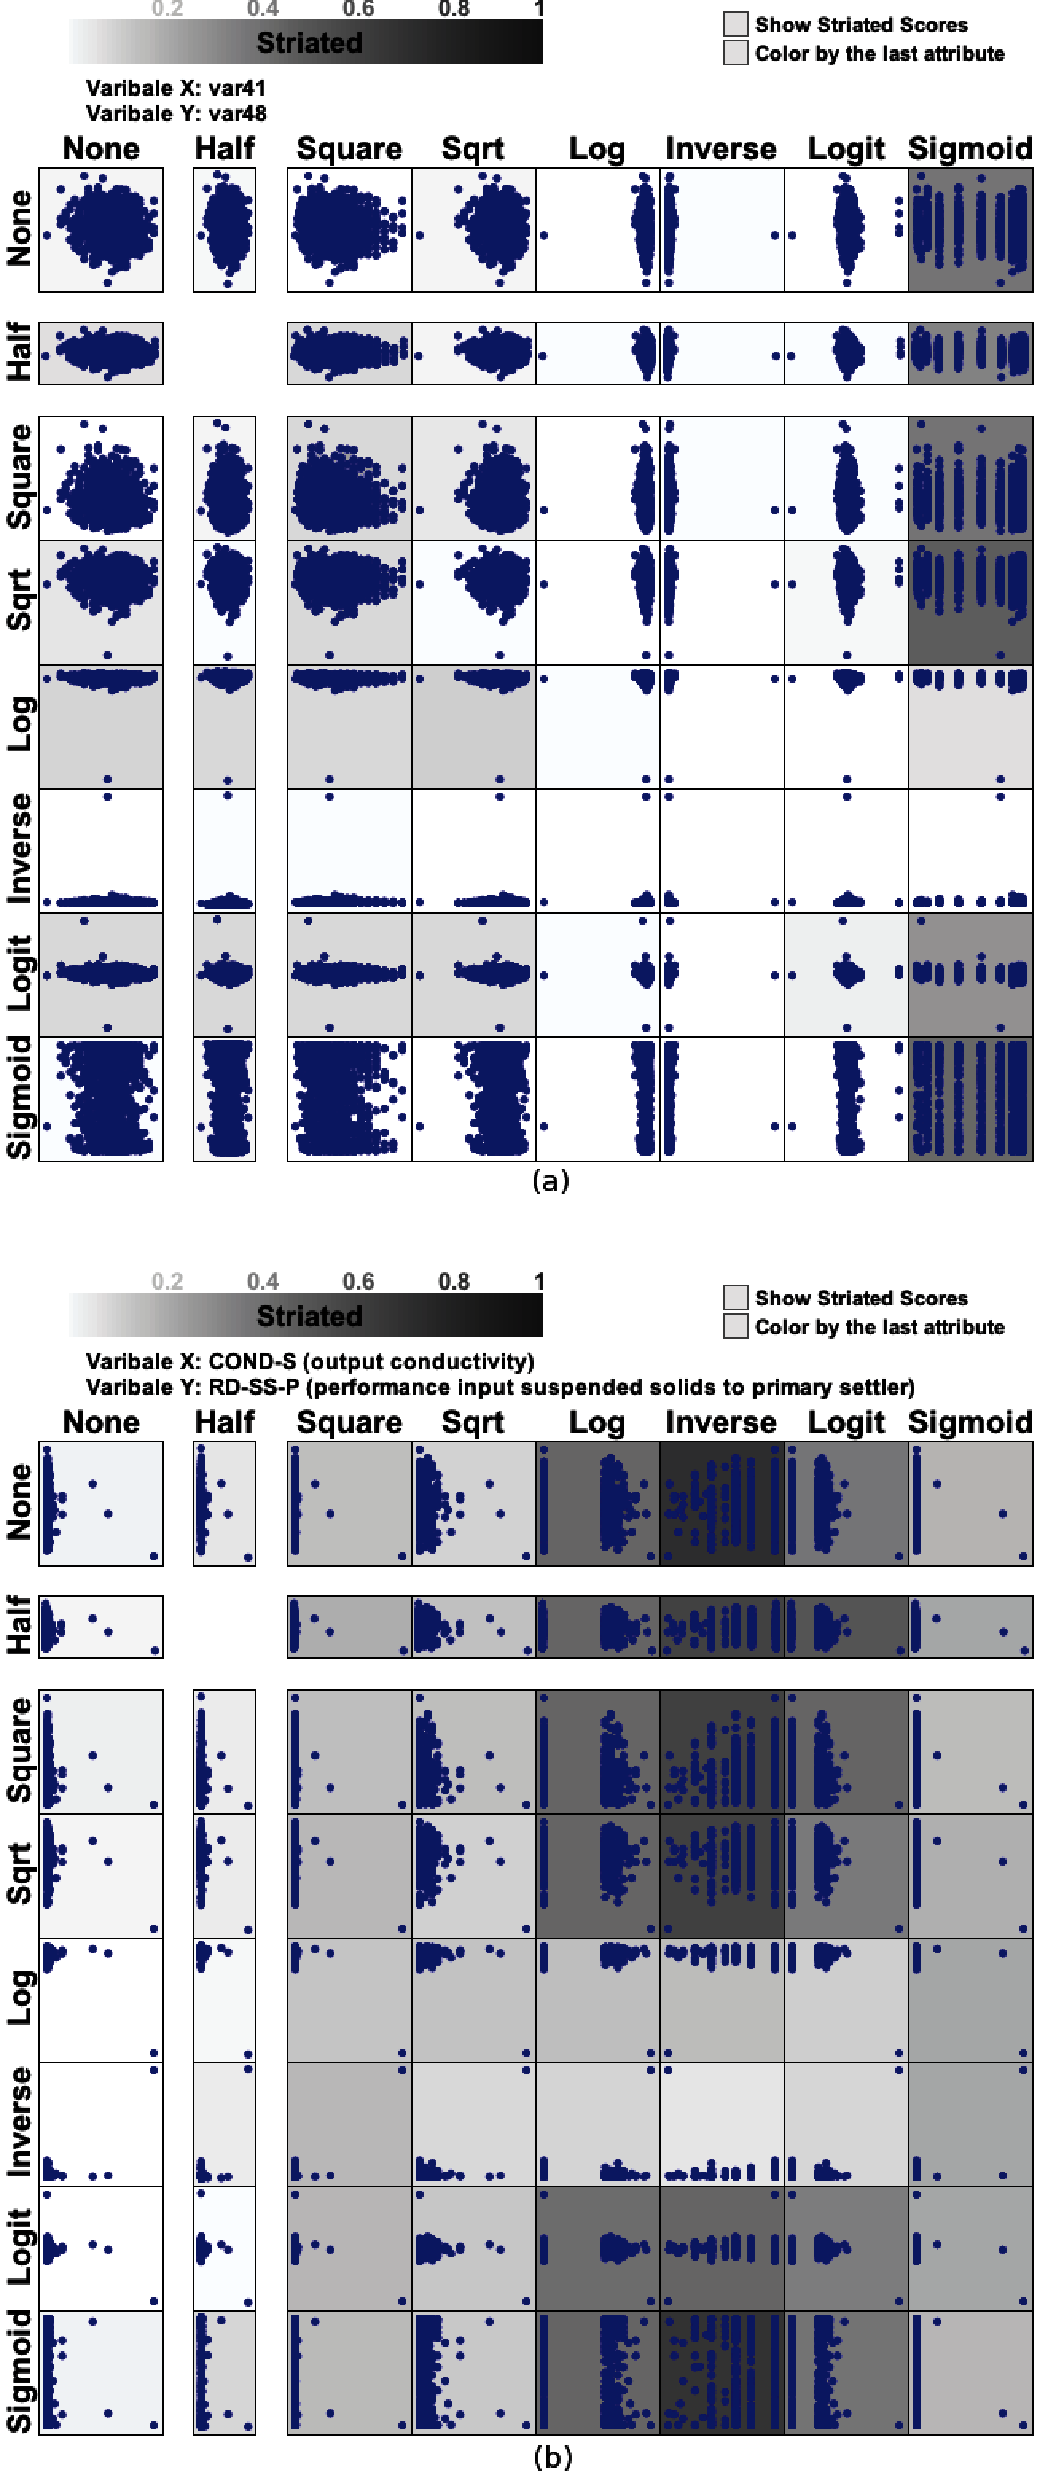 0.2 0.4 0.6 0.8 1
Striated
Show Striated Scores
Color by the last attribute
Varibale X: var41
Varibale Y: var48
None Half Square Sqrt Log Inverse Logit Sigmoid
None
Half
Square
Sqrt
Log
Inverse
Logit
Sigmoid
(a)
0.2 0.4 0.6 0.8 1
Striated
Show Striated Scores
Color by the last attribute
Varibale X: COND-S (output conductivity)
Varibale Y: RD-SS-P (performance input suspended solids to primary settler)
None Half Square Sqrt Log Inverse Logit Sigmoid
None
Half
Square
Sqrt
Log
Inverse
Logit
Sigmoid
(b)